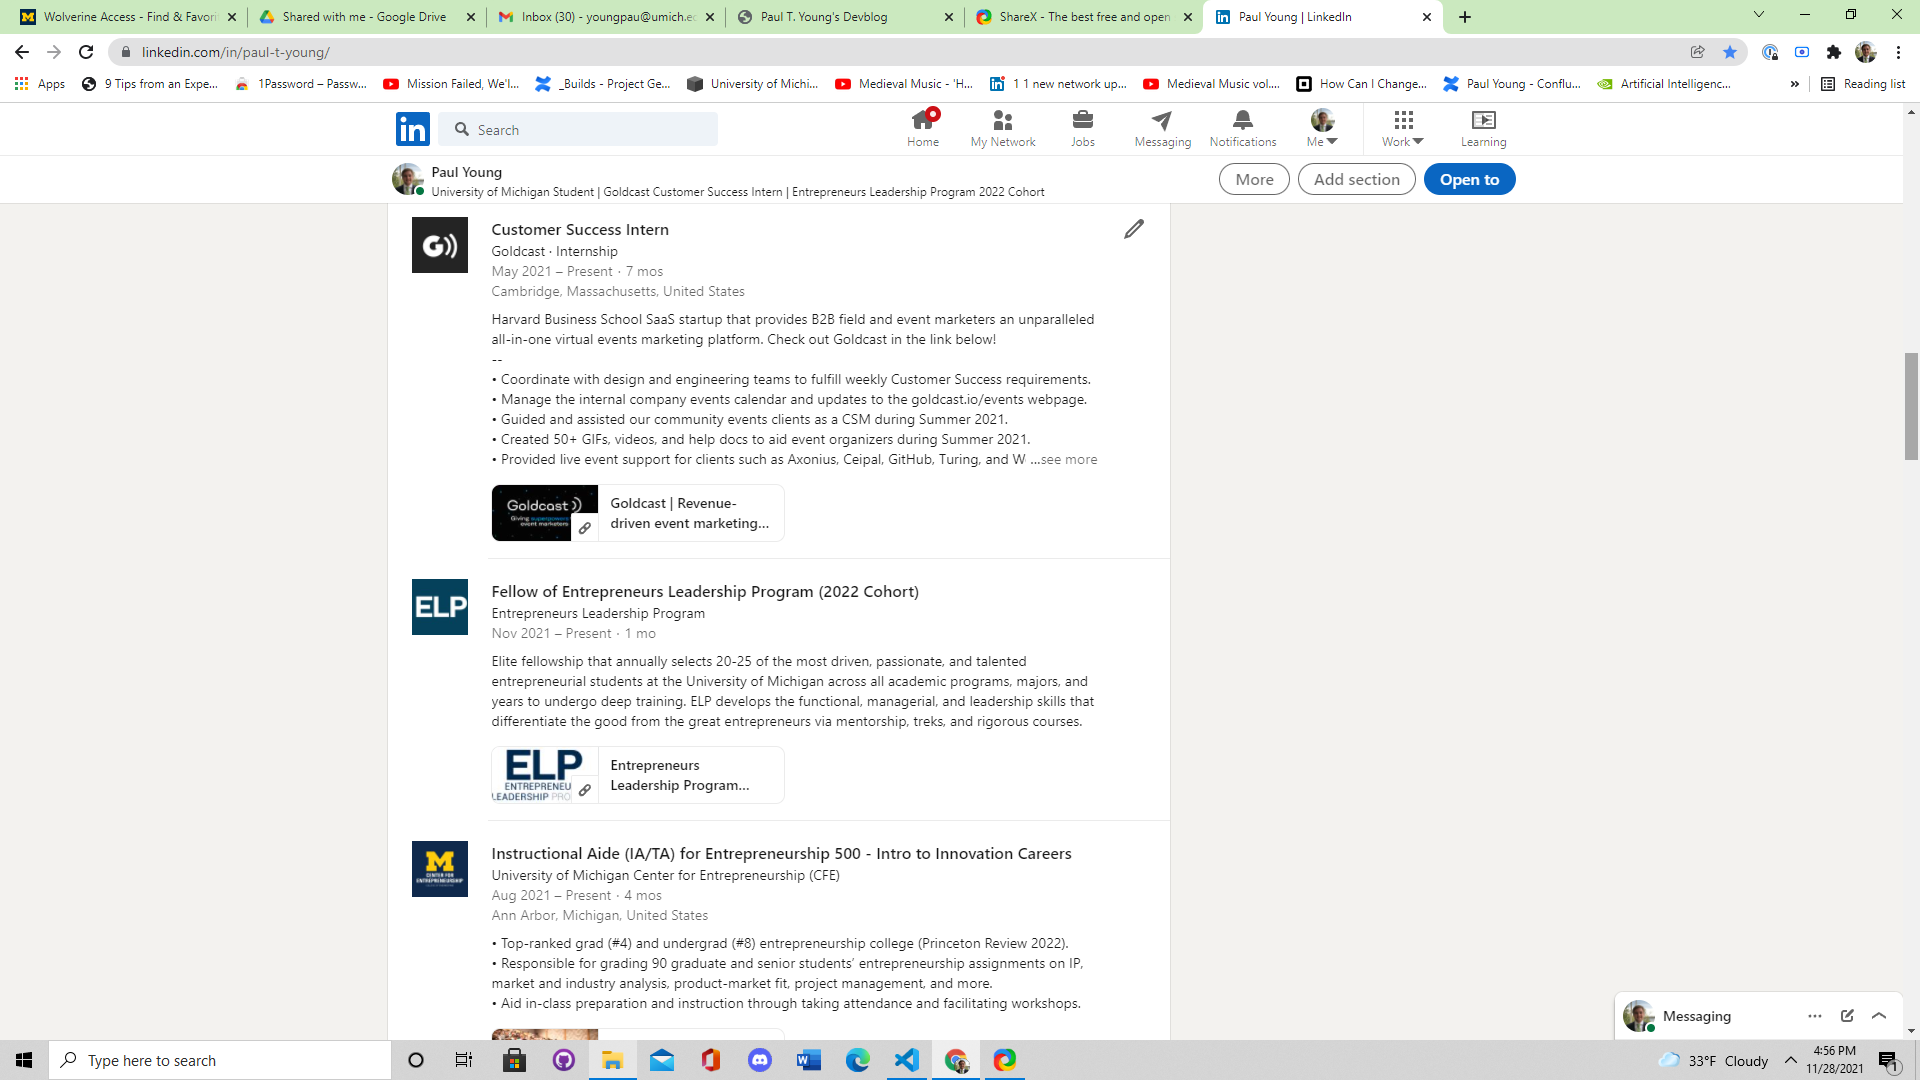 Wolverine Access - Find & Favori
Shared with me - Google Drive
Inbox (30) - youngpau@umich.ed
Paul T. Young's Devblog
ShareX - The best free and open
Paul Young | LinkedIn
linkedin.com/in/paul-t-young/
Apps
9 Tips from an Expe...
1Password – Passw...
Mission Failed, We'l...
_Builds - Project Ge...
University of Michi...
Medieval Music - 'H...
1 1 new network up...
Medieval Music vol....
How Can I Change...
Paul Young - Conflu...
Artificial Intelligenc...
»
Reading list
in
Search
Home
My Network
Jobs
Messaging
Notifications
Me
Work
Learning
Paul Young
University of Michigan Student | Goldcast Customer Success Intern | Entrepreneurs Leadership Program 2022 Cohort
More
Add section
Open to
G
Customer Success Intern
Goldcast · Internship
May 2021 – Present · 7 mos
Cambridge, Massachusetts, United States
Harvard Business School SaaS startup that provides B2B field and event marketers an unparalleled
all-in-one virtual events marketing platform. Check out Goldcast in the link below!
--
• Coordinate with design and engineering teams to fulfill weekly Customer Success requirements.
• Manage the internal company events calendar and updates to the goldcast.io/events webpage.
• Guided and assisted our community events clients as a CSM during Summer 2021.
• Created 50+ GIFs, videos, and help docs to aid event organizers during Summer 2021.
• Provided live event support for clients such as Axonius, Ceipal, GitHub, Turing, and W ...see more
Goldcast
Giving superpowers
event marketers
Goldcast | Revenue-
driven event marketing...
ELP
Fellow of Entrepreneurs Leadership Program (2022 Cohort)
Entrepreneurs Leadership Program
Nov 2021 – Present · 1 mo
Elite fellowship that annually selects 20-25 of the most driven, passionate, and talented
entrepreneurial students at the University of Michigan across all academic programs, majors, and
years to undergo deep training. ELP develops the functional, managerial, and leadership skills that
differentiate the good from the great entrepreneurs via mentorship, treks, and rigorous courses.
ELP
ENTREPRENEU
LEADERSHIP PRO
Entrepreneurs
Leadership Program...
M
CENTER FOR
ENTREPRENEURSHIP
Instructional Aide (IA/TA) for Entrepreneurship 500 - Intro to Innovation Careers
University of Michigan Center for Entrepreneurship (CFE)
Aug 2021 – Present · 4 mos
Ann Arbor, Michigan, United States
• Top-ranked grad (#4) and undergrad (#8) entrepreneurship college (Princeton Review 2022).
• Responsible for grading 90 graduate and senior students' entrepreneurship assignments on IP,
market and industry analysis, product-market fit, project management, and more.
• Aid in-class preparation and instruction through taking attendance and facilitating workshops.
Messaging
Type here to search
33°F Cloudy
4:56 PM
11/28/2021
1